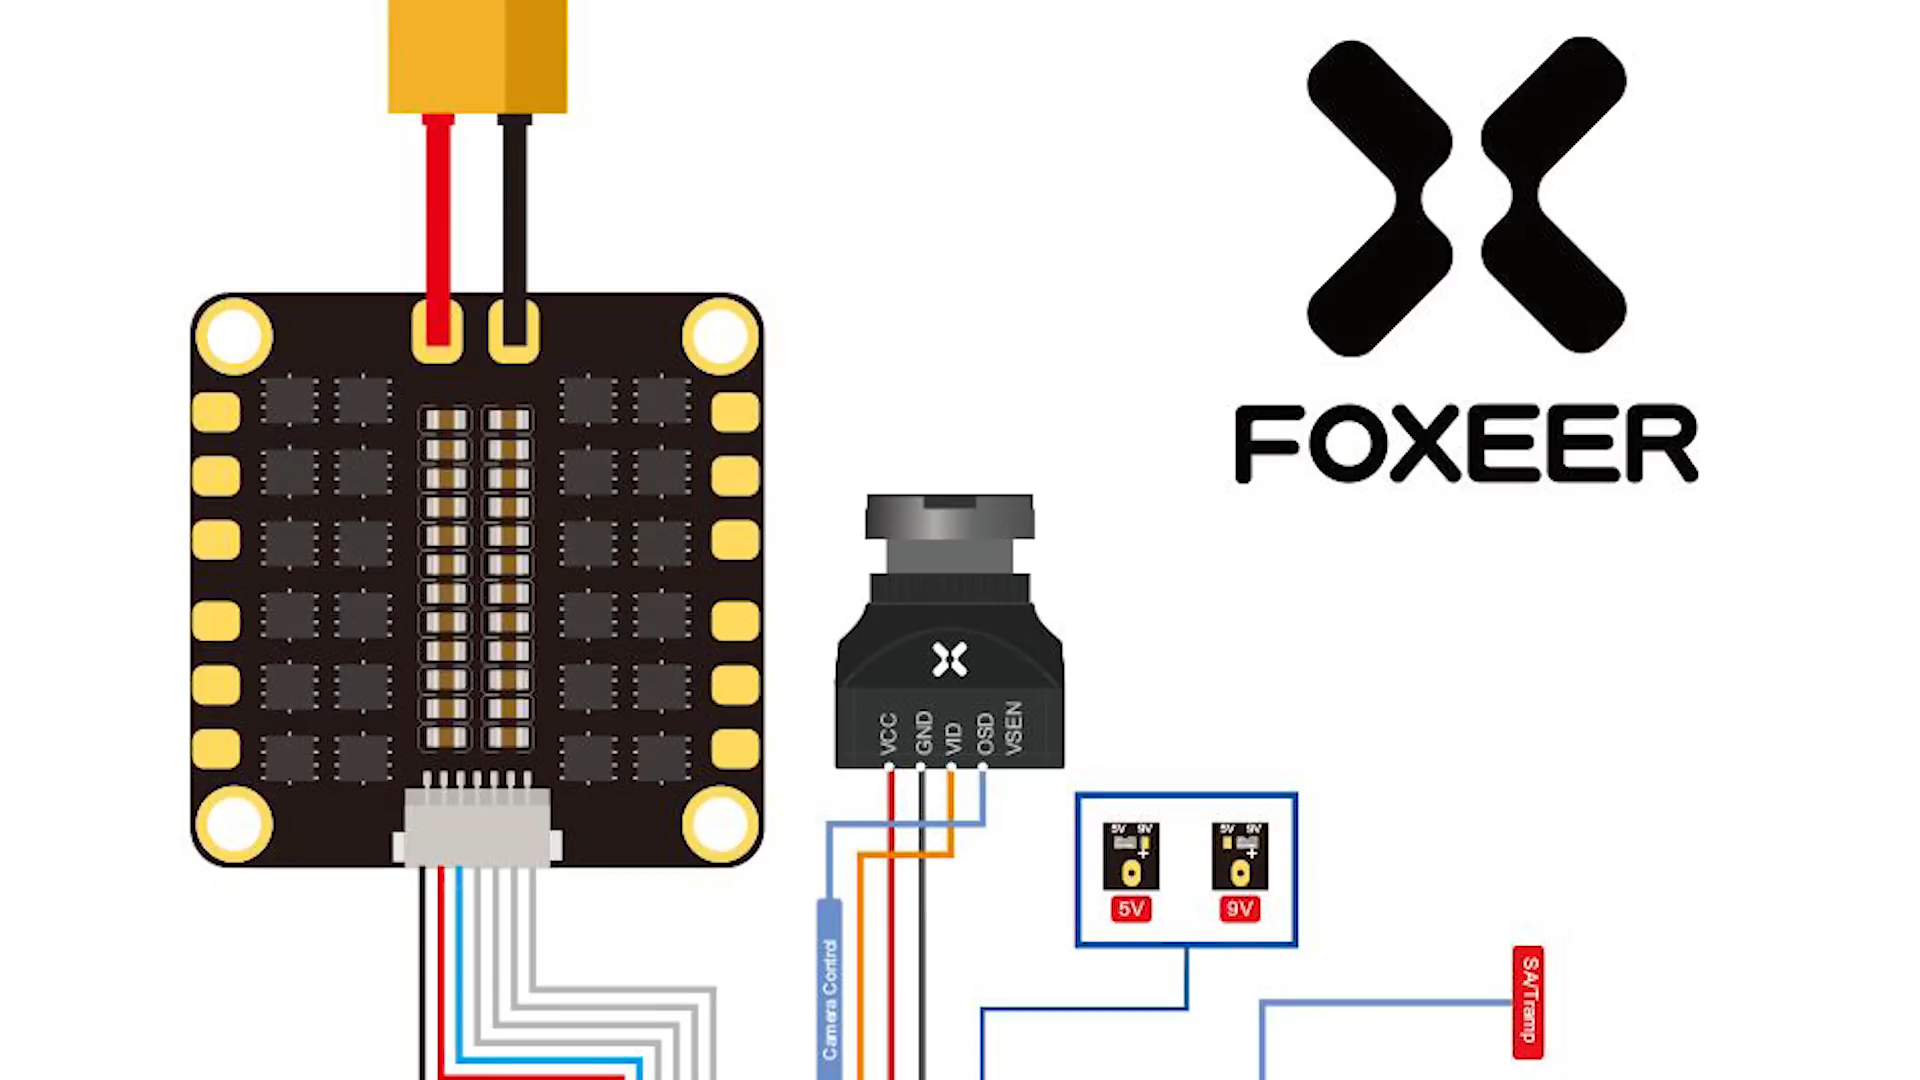 FOXEER
VCC
GND
VID
OSD
VSEN
5V 9V
5V 9V
+
+
5V
9V
Camera Control
SA/Tramp